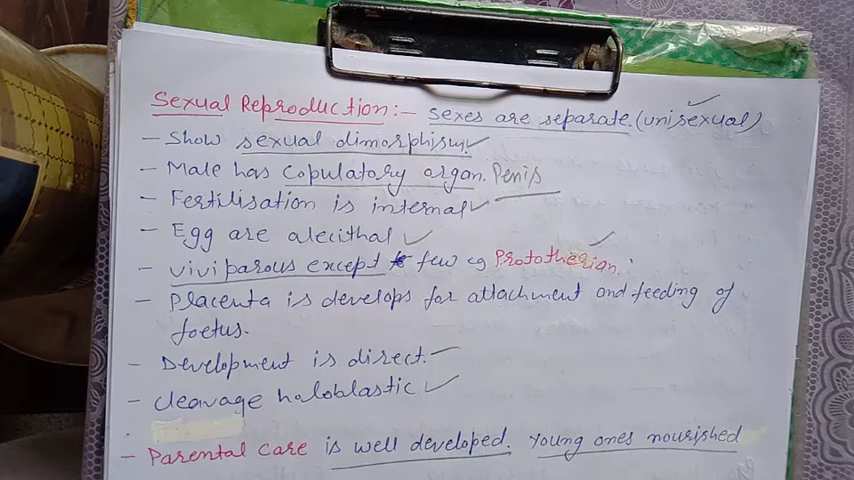 Sexual Reproduction:- Sexes are separate (unisexual)
- Show sexual dimorphism.
- Male has copulatory organ. Penis
- Fertilisation is internal
- Egg are alecithal
- viviparous except few eg Prototherian.
- Placenta is develops for attachment and feeding of
foetus.
- Development is direct.
- cleavage holoblastic
- Parental care is well developed. Young ones nourished